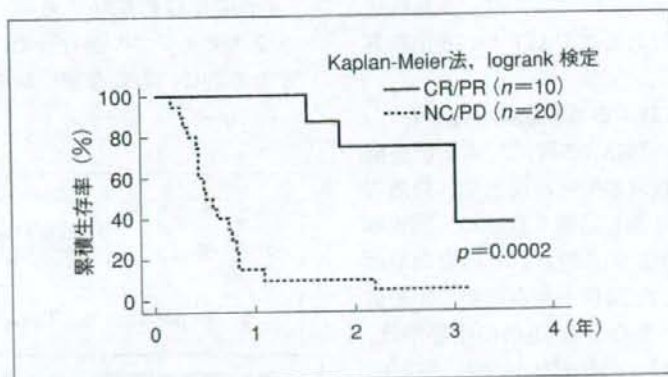 Kaplan-Meier法，logrank 検定
CR/PR (n=10)
NC/PD (n=20)
累積生存率 (%)
100
80
60
40
20
0
p=0.0002
0 1 2 3 4 (年)